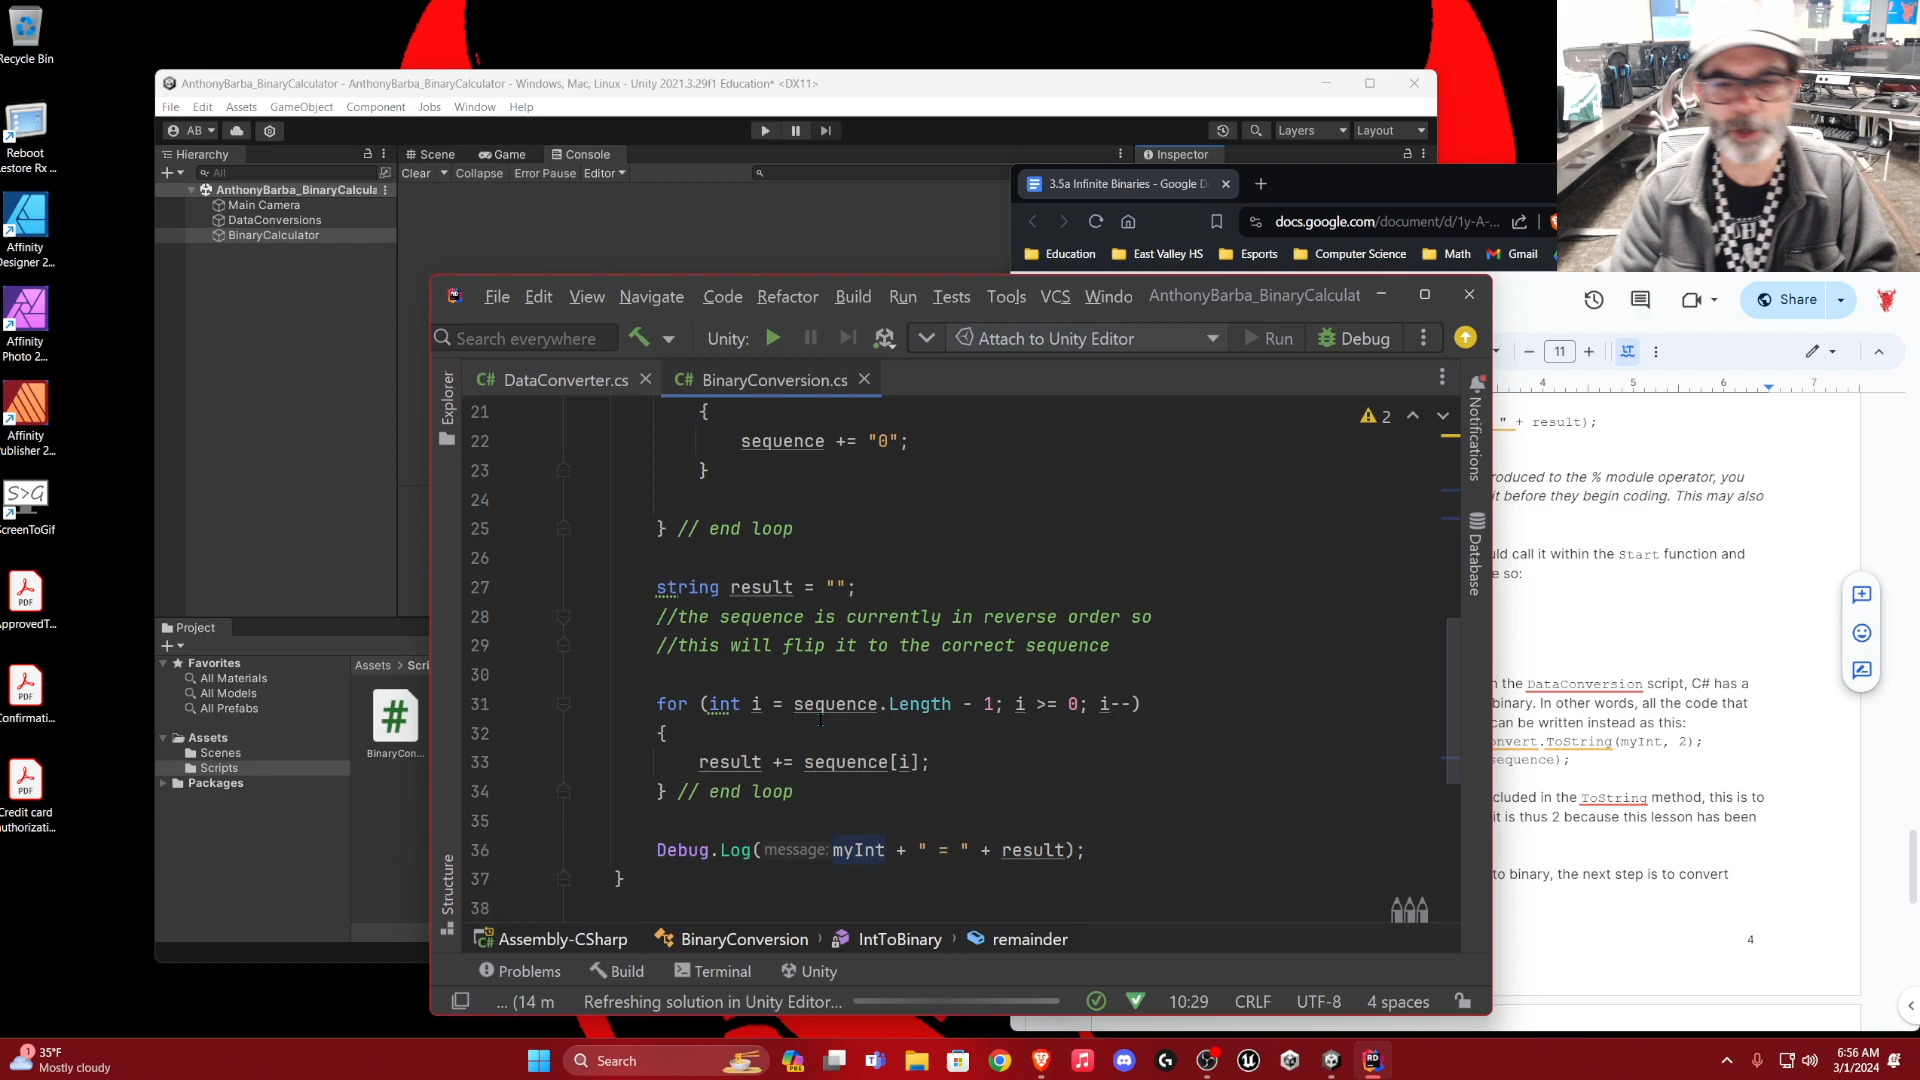 Recycle Bin
Reboot
Restore Rx ...
Affinity
Designer 2...
Affinity
Photo 2...
Affinity
Publisher 2...
S>G
ScreenToGif
PDF
ApprovedT...
PDF
Confirmati...
PDF
Credit card
authorizati...
AnthonyBarba_BinaryCalculator - AnthonyBarba_BinaryCalculator - Windows, Mac, Linux - Unity 2021.3.29f1 Education* <DX11>
File Edit Assets GameObject Component Jobs Window Help
AB
Layers Layout
Hierarchy
Scene Game Console
Inspector
All
Clear Collapse Error Pause Editor
AnthonyBarba_BinaryCalcula
Main Camera
DataConversions
BinaryCalculator
Project
Favorites
All Materials
All Models
All Prefabs
Assets
Scenes
Scripts
Packages
Assets > Scri
#
BinaryCon...
3.5a Infinite Binaries - Google D
docs.google.com/document/d/1y-A-...
Education East Valley HS Esports Computer Science Math Gmail
Share
11
4 5 6 7
" + result);
roduced to the % module operator, you
it before they begin coding. This may also
uld call it within the Start function and
e so:
n the DataConversion script, C# has a
binary. In other words, all the code that
can be written instead as this:
onvert.ToString(myInt, 2);
sequence);
cluded in the ToString method, this is to
it is thus 2 because this lesson has been
to binary, the next step is to convert
4
RD File Edit View Navigate Code Refactor Build Run Tests Tools VCS Windo AnthonyBarba_BinaryCalculat
Search everywhere Unity: Attach to Unity Editor Run Debug
C# DataConverter.cs C# BinaryConversion.cs
Explorer
Structure
Notifications
Database
2
21 {
22 sequence += "0";
23 }
24
25 } // end loop
26
27 string result = "";
28 //the sequence is currently in reverse order so
29 //this will flip it to the correct sequence
30
31 for (int i = sequence.Length - 1; i >= 0; i--)
32 {
33 result += sequence[i];
34 } // end loop
35
36 Debug.Log(message: myInt + " = " + result);
37 }
38
Assembly-CSharp BinaryConversion › IntToBinary › remainder
Problems Build Terminal Unity
... (14 m Refreshing solution in Unity Editor... 10:29 CRLF UTF-8 4 spaces
1
35°F
Mostly cloudy
Search
PRE
RD
6:56 AM
3/1/2024